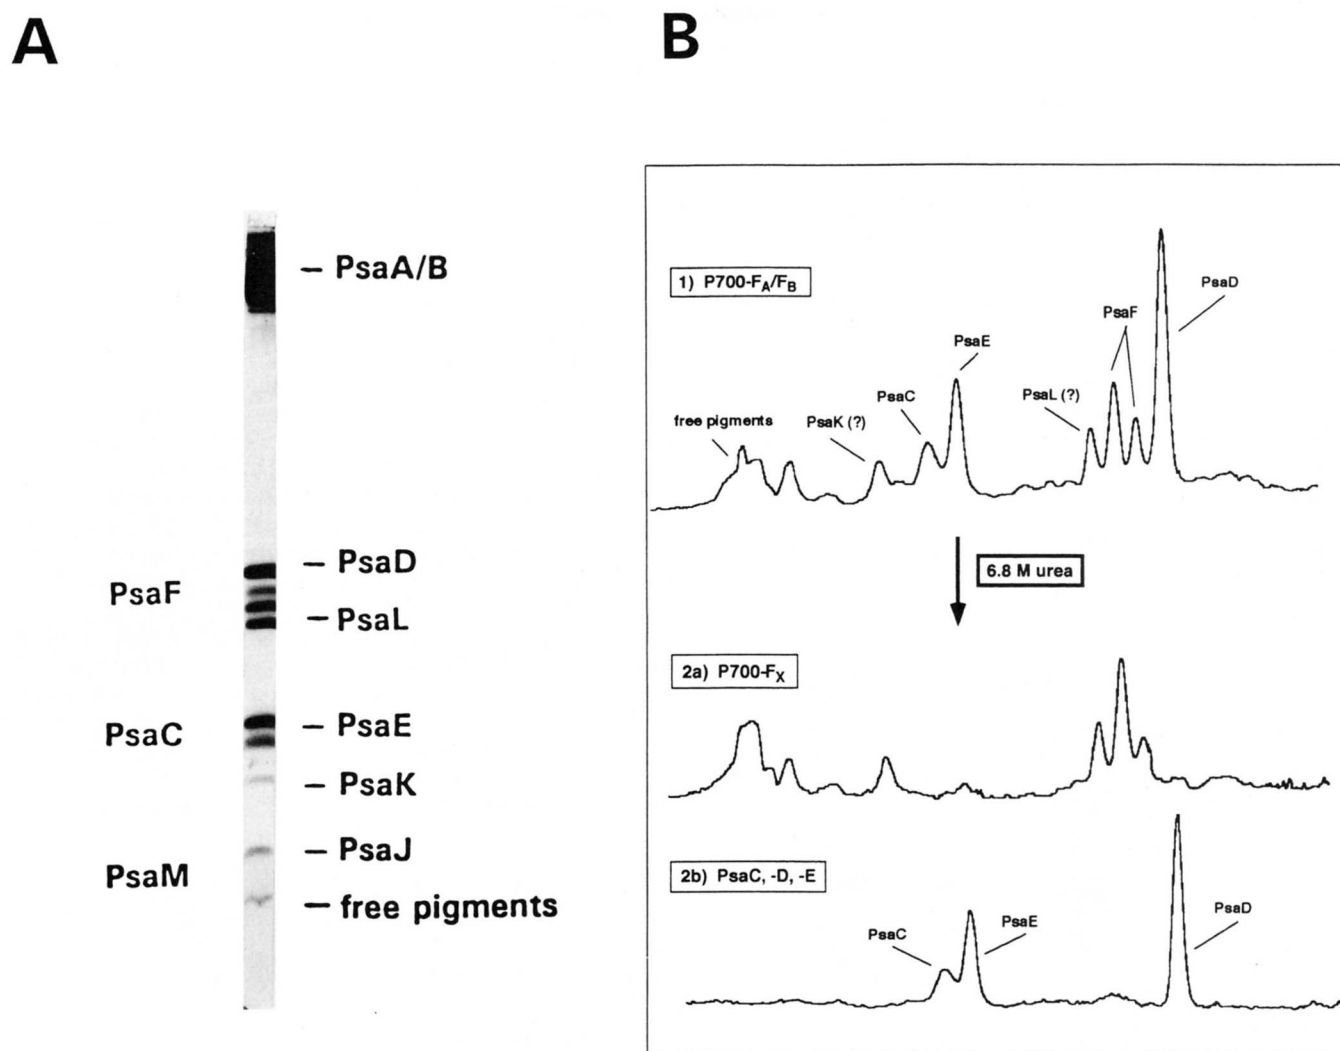 A
PsaA/B
PsaD
PsaF
PsaL
PsaE
PsaC
PsaK
PsaJ
PsaM
free pigments
B
1) P700-FA/FB
PsaD
PsaF
PsaE
PsaL (?)
PsaC
free pigments
PsaK (?)
6.8 M urea
2a) P700-FX
2b) PsaC, -D, -E
PsaD
PsaE
PsaC